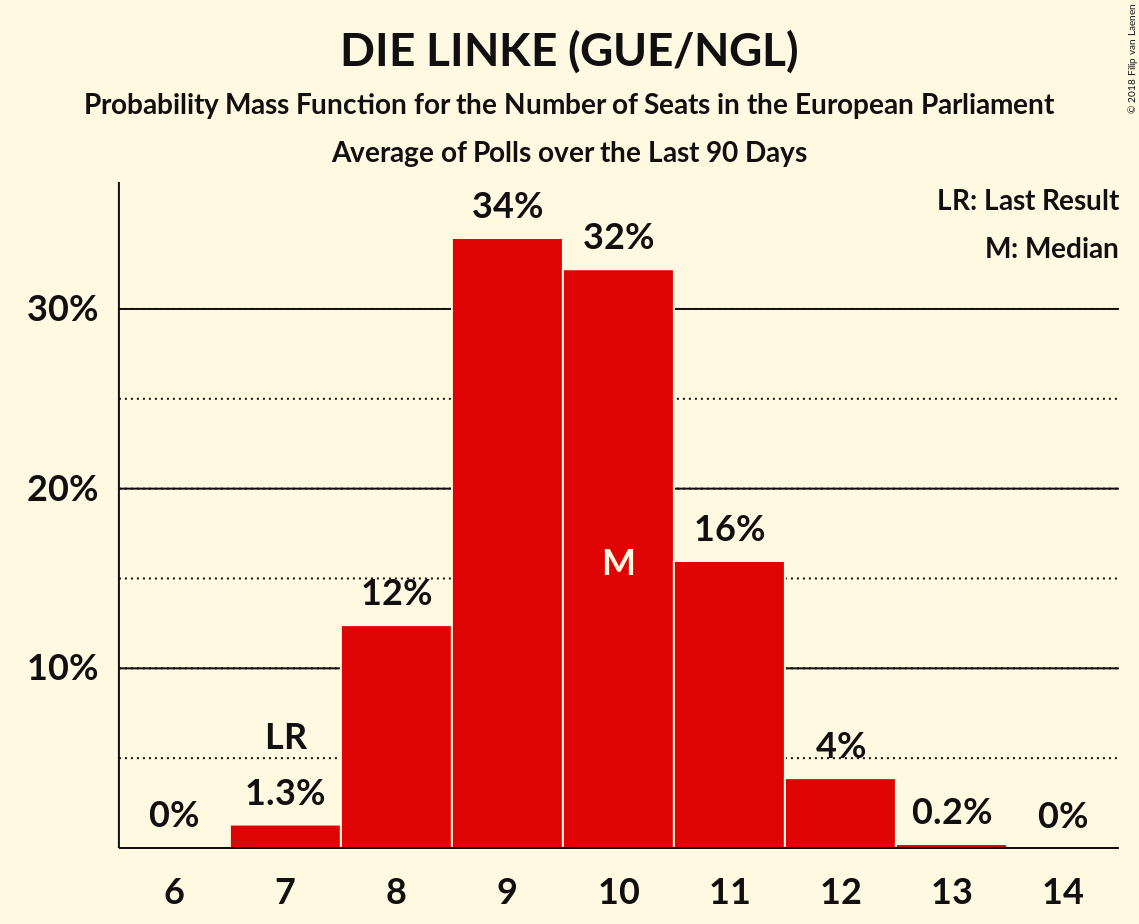 DIE LINKE (GUE/NGL)
Probability Mass Function for the Number of Seats in the European Parliament
Average of Polls over the Last 90 Days
© 2018 Filip van Laenen
LR: Last Result
M: Median
34%
32%
30%
20%
16%
M
12%
10%
LR
4%
1.3%
0%
0.2%
0%
6 7 8 9 10 11 12 13 14